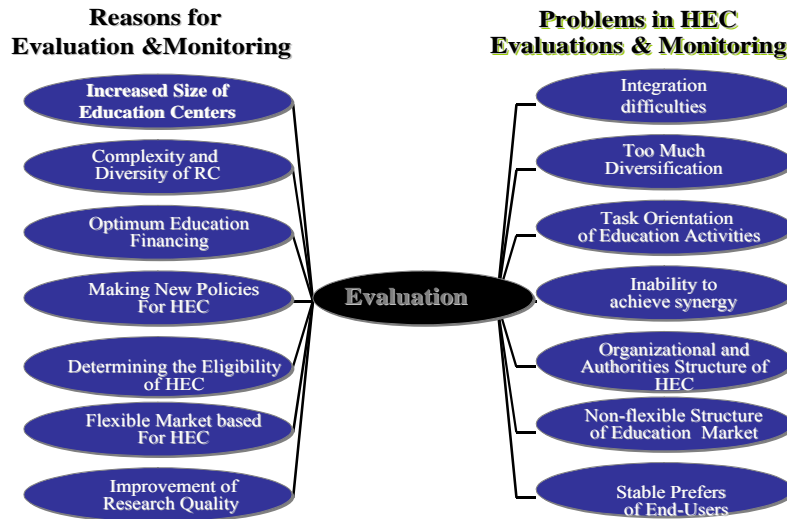 Reasons for
Evaluation &Monitoring
Increased Size of
Education Centers
Complexity and
Diversity of RC
Optimum Education
Financing
Making New Policies
For HEC
Determining the Eligibility
of HEC
Flexible Market based
For HEC
Improvement of
Research Quality
Evaluation
Problems in HEC
Evaluations & Monitoring
Integration
difficulties
Too Much
Diversification
Task Orientation
of Education Activities
Inability to
achieve synergy
Organizational and
Authorities Structure of
HEC
Non-flexible Structure
of Education Market
Stable Prefers
of End-Users